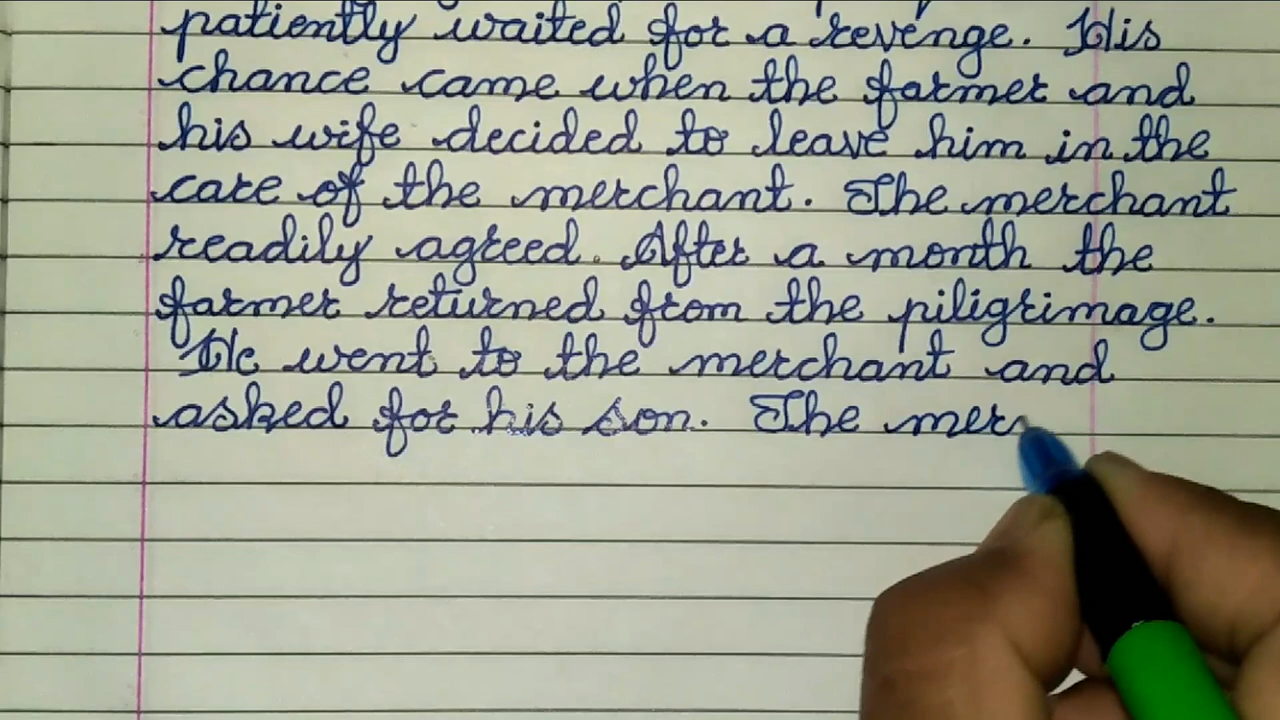 patiently waited for a revenge. His
chance came when the farmer and
his wife decided to leave him in the
care of the merchant. The merchant
readily agreed. After a month the
farmer returned from the piligrimage.
He went to the merchant and
asked for his son. The mer